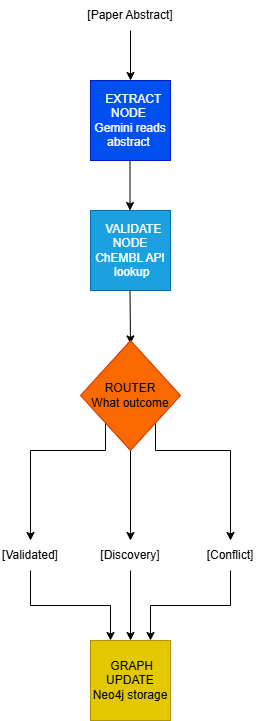 [Paper Abstract]
EXTRACT
NODE
Gemini reads
abstract
VALIDATE
NODE
ChEMBL API
lookup
ROUTER
What outcome
[Validated]
[Discovery]
[Conflict]
GRAPH
UPDATE
Neo4j storage